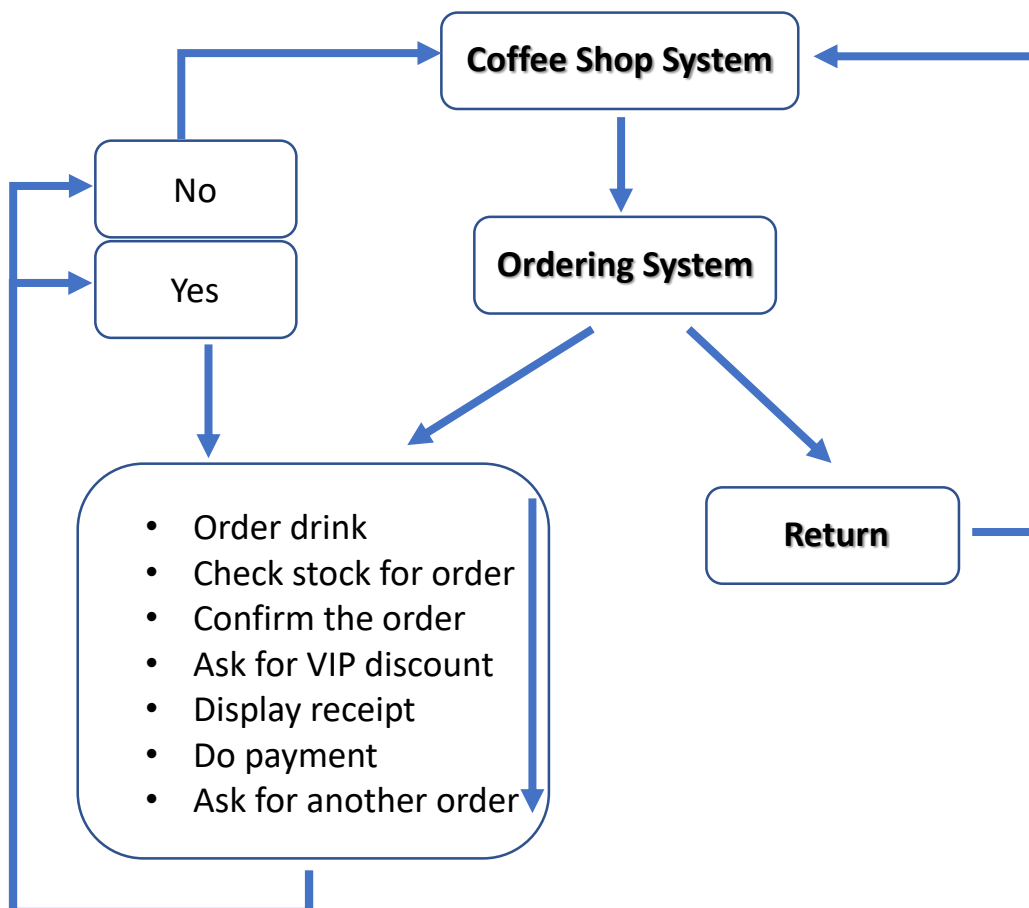 Coffee Shop System
No
Yes
Ordering System
• Order drink
• Check stock for order
• Confirm the order
• Ask for VIP discount
• Display receipt
• Do payment
• Ask for another order
Return